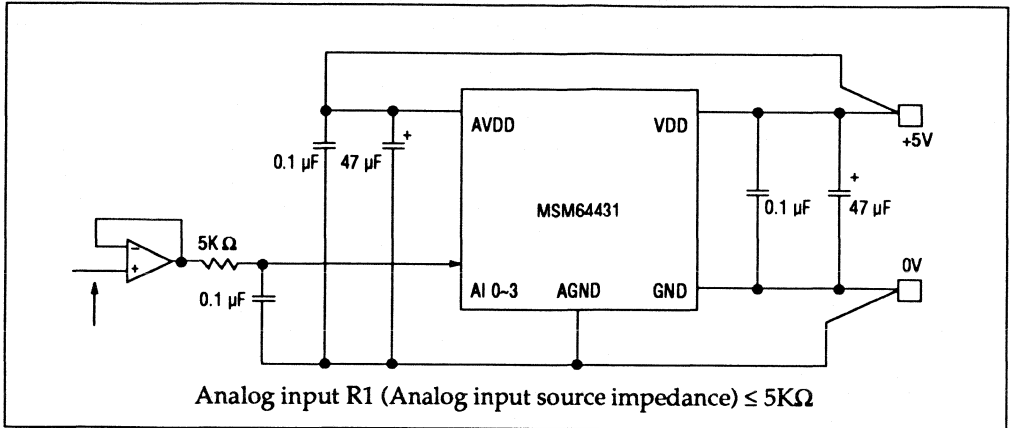 AVDD
VDD
+5V
+
0.1 µF
47 µF
MSM64431
+
0.1 µF
47 µF
5K Ω
−
+
0V
0.1 µF
AI 0~3
AGND
GND
Analog input R1 (Analog input source impedance) ≤ 5KΩ